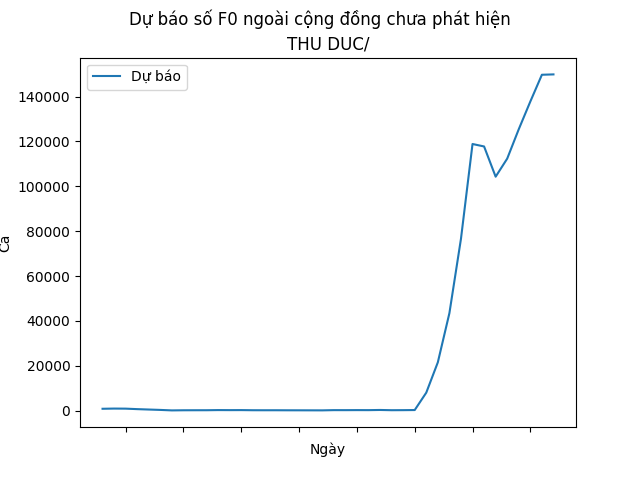 Dự báo số F0 ngoài cộng đồng chưa phát hiện
THU DUC/
Dự báo
140000
120000
100000
80000
60000
40000
20000
0
Ca
Ngày